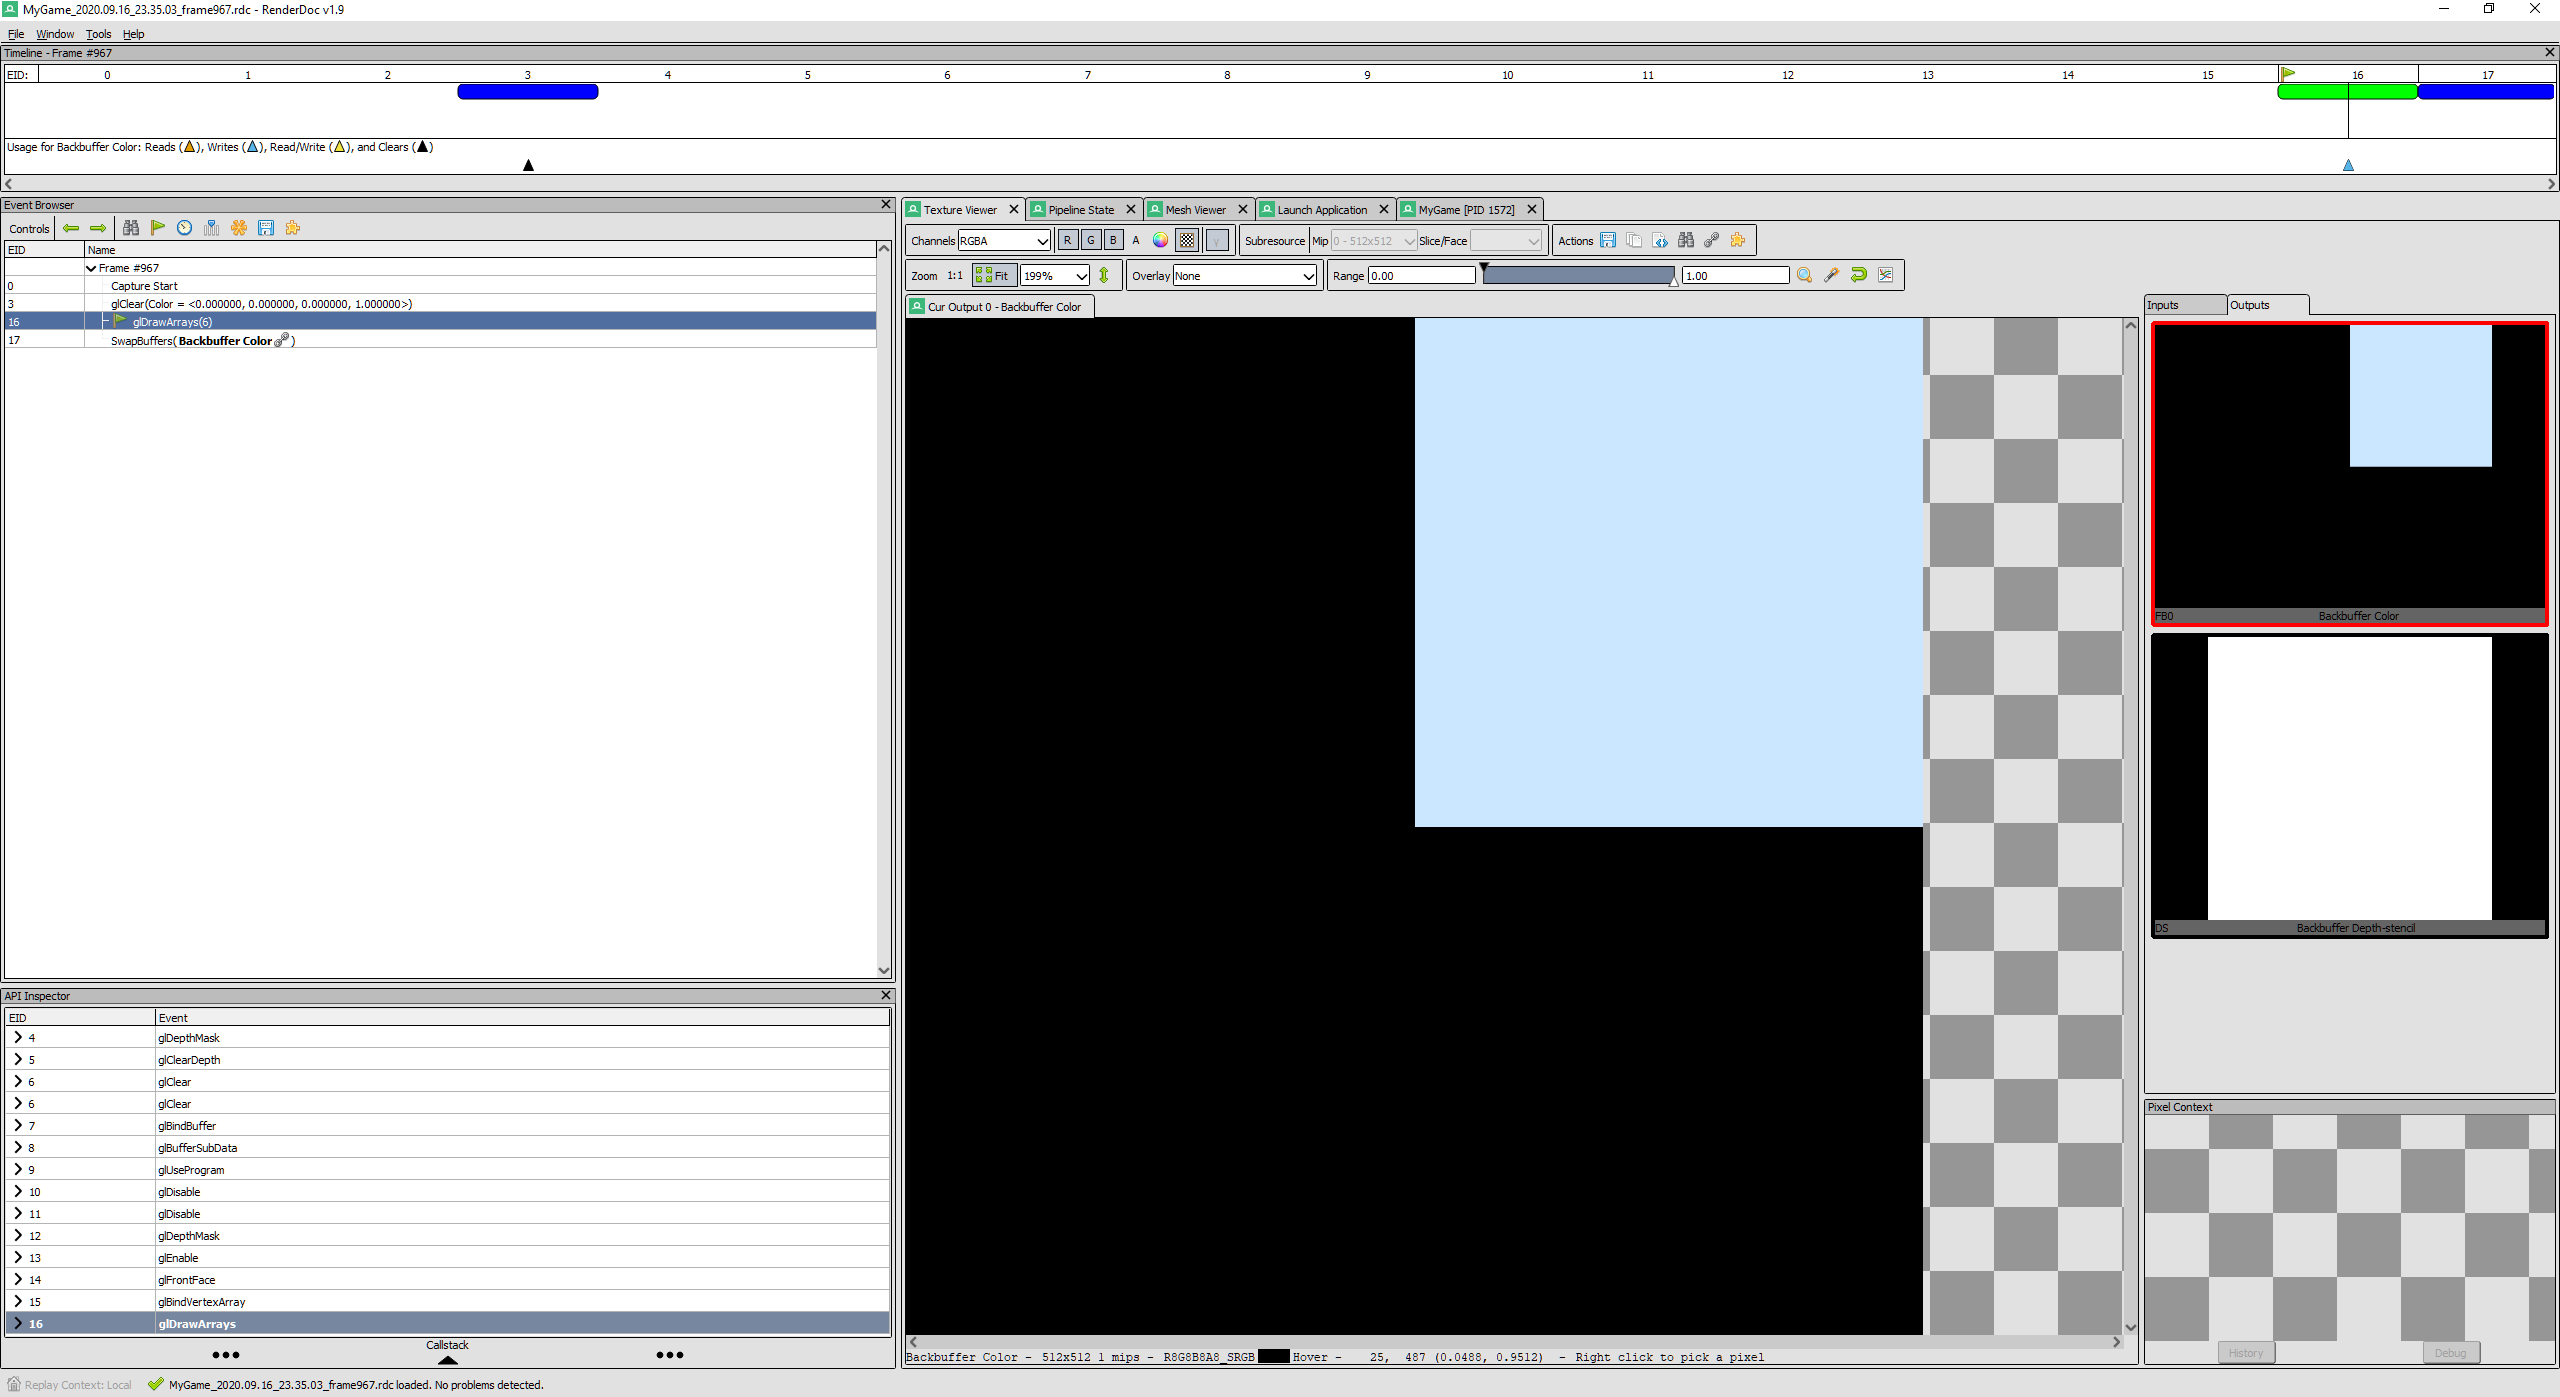 MyGame_2020.09.16_23.35.03_frame967.rdc - RenderDoc v1.9
File Window Tools Help
Timeline - Frame #967
EID: 0 1 2 3 4 5 6 7 8 9 10 11 12 13 14 15 16 17
Usage for Backbuffer Color: Reads (▲), Writes (▲), Read/Write (▲), and Clears (▲)
Event Browser
Controls
EID Name
Frame #967
0 Capture Start
3 glClear(Color = <0.000000, 0.000000, 0.000000, 1.000000>)
16 glDrawArrays(6)
17 SwapBuffers( Backbuffer Color )
API Inspector
EID Event
4 glDepthMask
5 glClearDepth
6 glClear
6 glClear
7 glBindBuffer
8 glBufferSubData
9 glUseProgram
10 glDisable
11 glDisable
12 glDepthMask
13 glEnable
14 glFrontFace
15 glBindVertexArray
16 glDrawArrays
Callstack
Texture Viewer Pipeline State Mesh Viewer Launch Application MyGame [PID 1572]
Channels RGBA R G B A γ Subresource Mip 0 - 512x512 Slice/Face Actions
Zoom 1:1 Fit 199% Overlay None Range 0.00 1.00
Cur Output 0 - Backbuffer Color
Backbuffer Color - 512x512 1 mips - R8G8B8A8_SRGB Hover - 25, 487 (0.0488, 0.9512) - Right click to pick a pixel
Inputs Outputs
FB0 Backbuffer Color
DS Backbuffer Depth-stencil
Pixel Context
History Debug
Replay Context: Local MyGame_2020.09.16_23.35.03_frame967.rdc loaded. No problems detected.